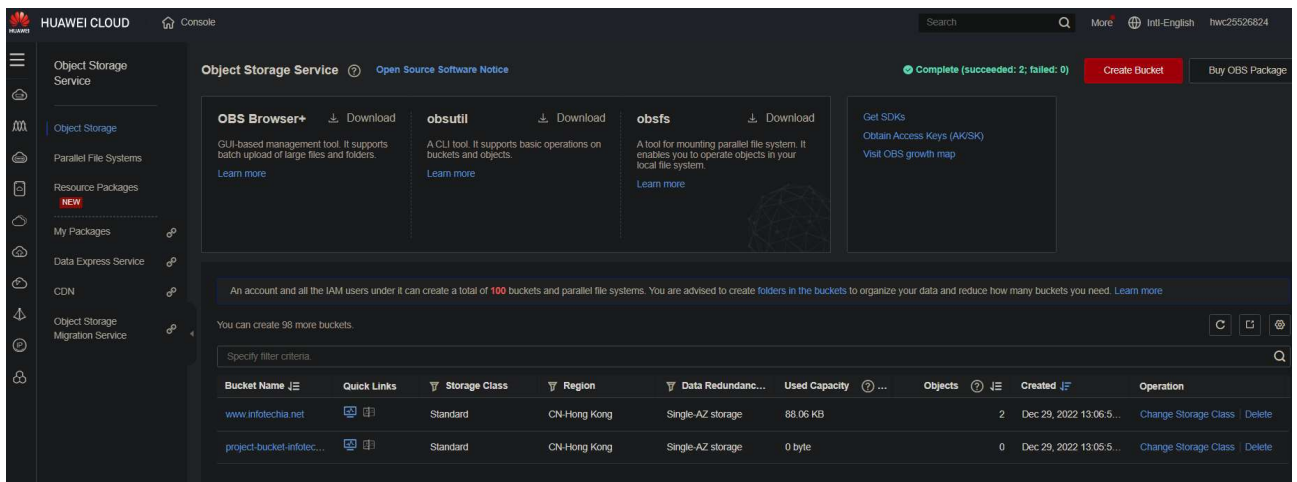 HUAWEI
HUAWEI CLOUD
Console
Search
More
Intl-English
hwc25526824
Object Storage
Service
Object Storage
Parallel File Systems
Resource Packages
NEW
My Packages
Data Express Service
CDN
Object Storage
Migration Service
Object Storage Service
Open Source Software Notice
Complete (succeeded: 2; failed: 0)
Create Bucket
Buy OBS Package
OBS Browser+ Download
GUI-based management tool. It supports
batch upload of large files and folders.
Learn more
obsutil Download
A CLI tool. It supports basic operations on
buckets and objects.
Learn more
obsfs Download
A tool for mounting parallel file system. It
enables you to operate objects in your
local file system.
Learn more
Get SDKs
Obtain Access Keys (AK/SK)
Visit OBS growth map
An account and all the IAM users under it can create a total of 100 buckets and parallel file systems. You are advised to create folders in the buckets to organize your data and reduce how many buckets you need. Learn more
You can create 98 more buckets.
Specify filter criteria.
Bucket Name Quick Links Storage Class Region Data Redundanc... Used Capacity ... Objects Created Operation
www.infotechia.net Standard CN-Hong Kong Single-AZ storage 88.06 KB 2 Dec 29, 2022 13:06:5... Change Storage Class | Delete
project-bucket-infotec... Standard CN-Hong Kong Single-AZ storage 0 byte 0 Dec 29, 2022 13:05:5... Change Storage Class | Delete